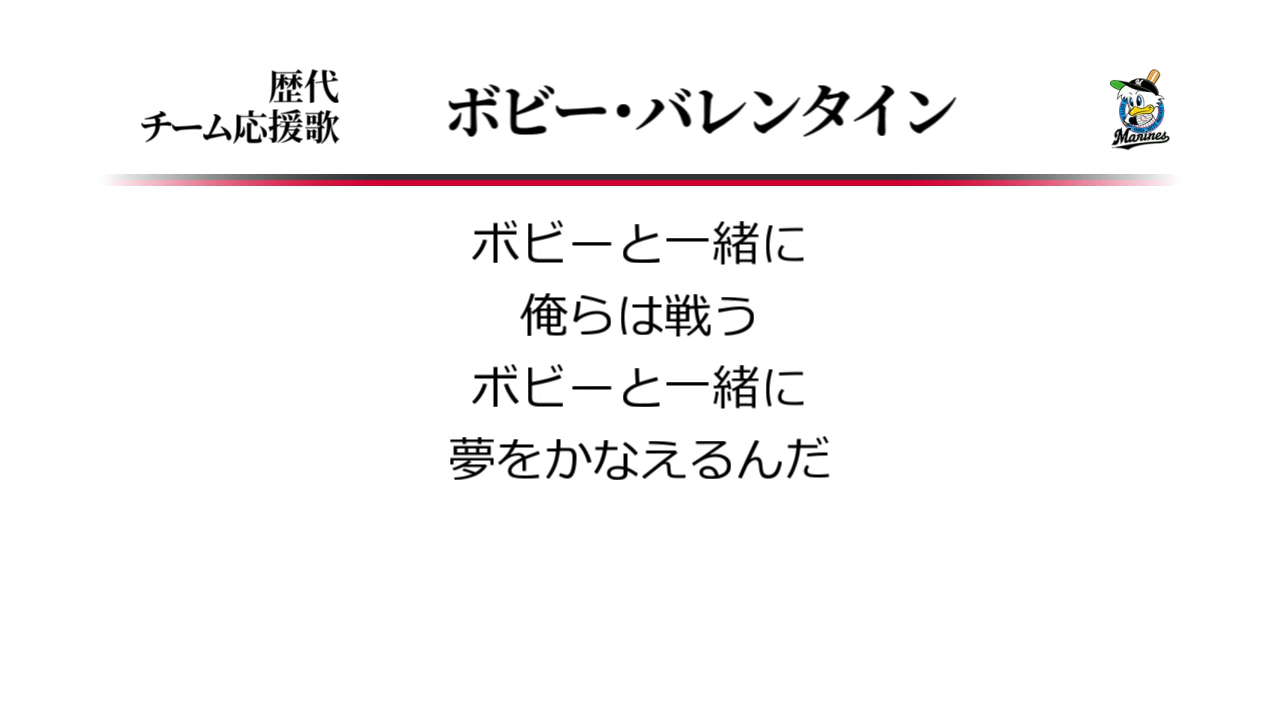 歴代
チーム応援歌
ボビー・バレンタイン
Marines
ボビーと一緒に
俺らは戦う
ボビーと一緒に
夢をかなえるんだ